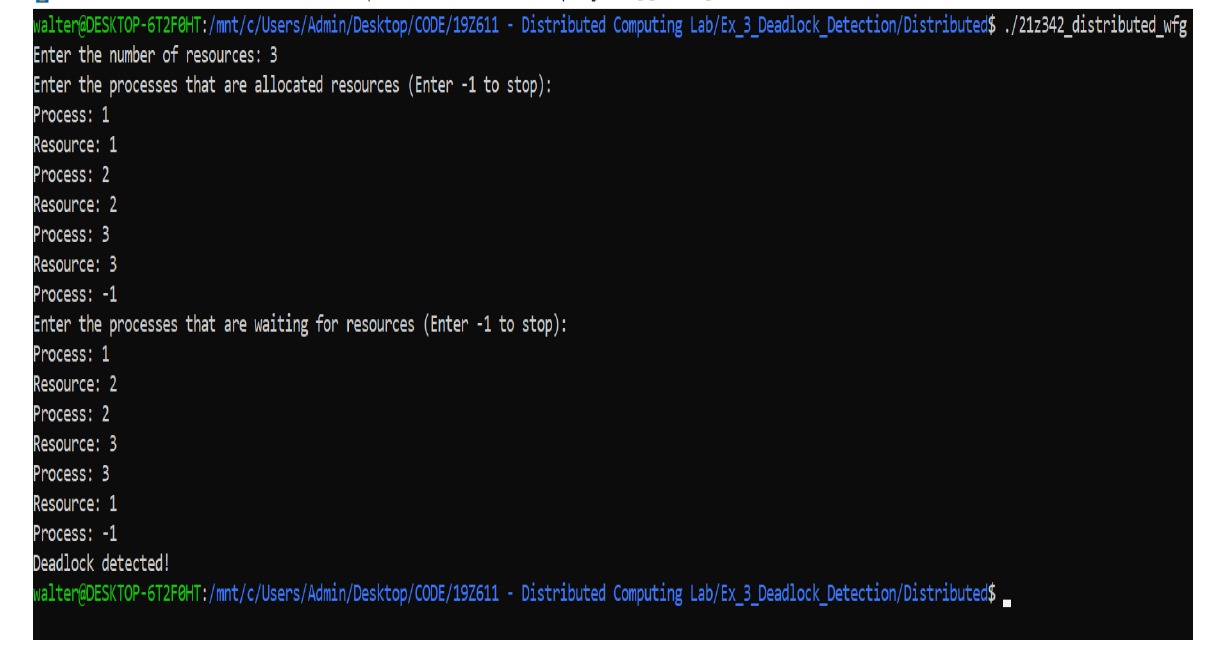 walter@DESKTOP-6T2F0HT:/mnt/c/Users/Admin/Desktop/CODE/19Z611 - Distributed Computing Lab/Ex_3_Deadlock_Detection/Distributed$ ./21z342_distributed_wfg
Enter the number of resources: 3
Enter the processes that are allocated resources (Enter -1 to stop):
Process: 1
Resource: 1
Process: 2
Resource: 2
Process: 3
Resource: 3
Process: -1
Enter the processes that are waiting for resources (Enter -1 to stop):
Process: 1
Resource: 2
Process: 2
Resource: 3
Process: 3
Resource: 1
Process: -1
Deadlock detected!
walter@DESKTOP-6T2F0HT:/mnt/c/Users/Admin/Desktop/CODE/19Z611 - Distributed Computing Lab/Ex_3_Deadlock_Detection/Distributed$